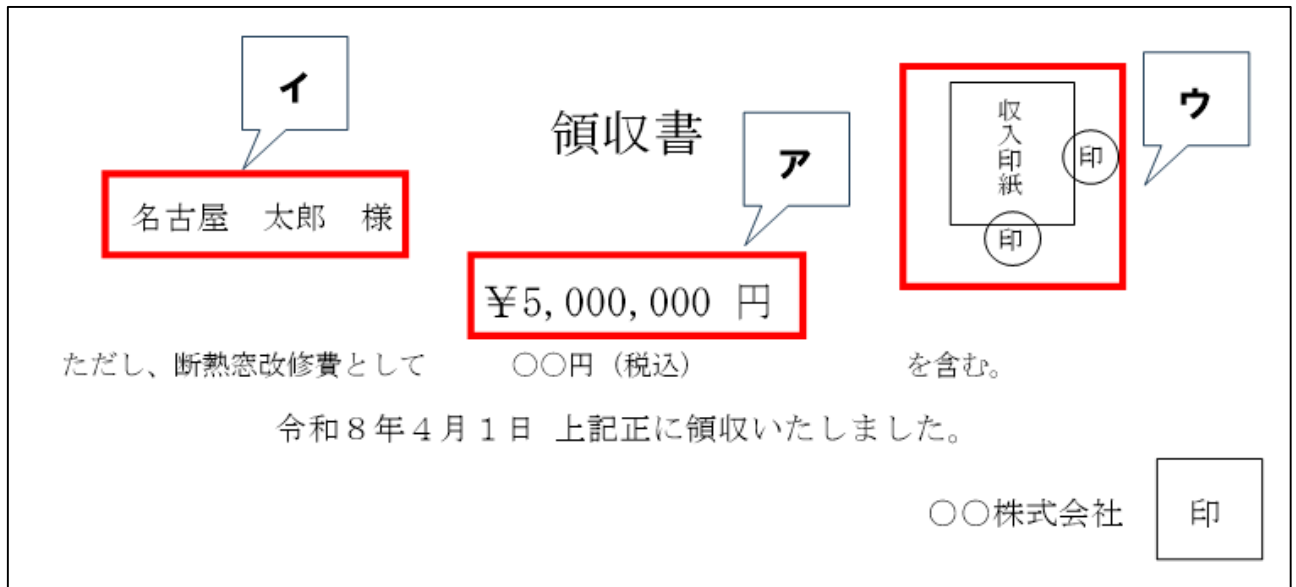 イ
領収書
ア
収入印紙
印
印
ウ
名古屋　太郎　様
¥5,000,000 円
ただし、断熱窓改修費として　○○円（税込）　を含む。
令和８年４月１日 上記正に領収いたしました。
○○株式会社　印